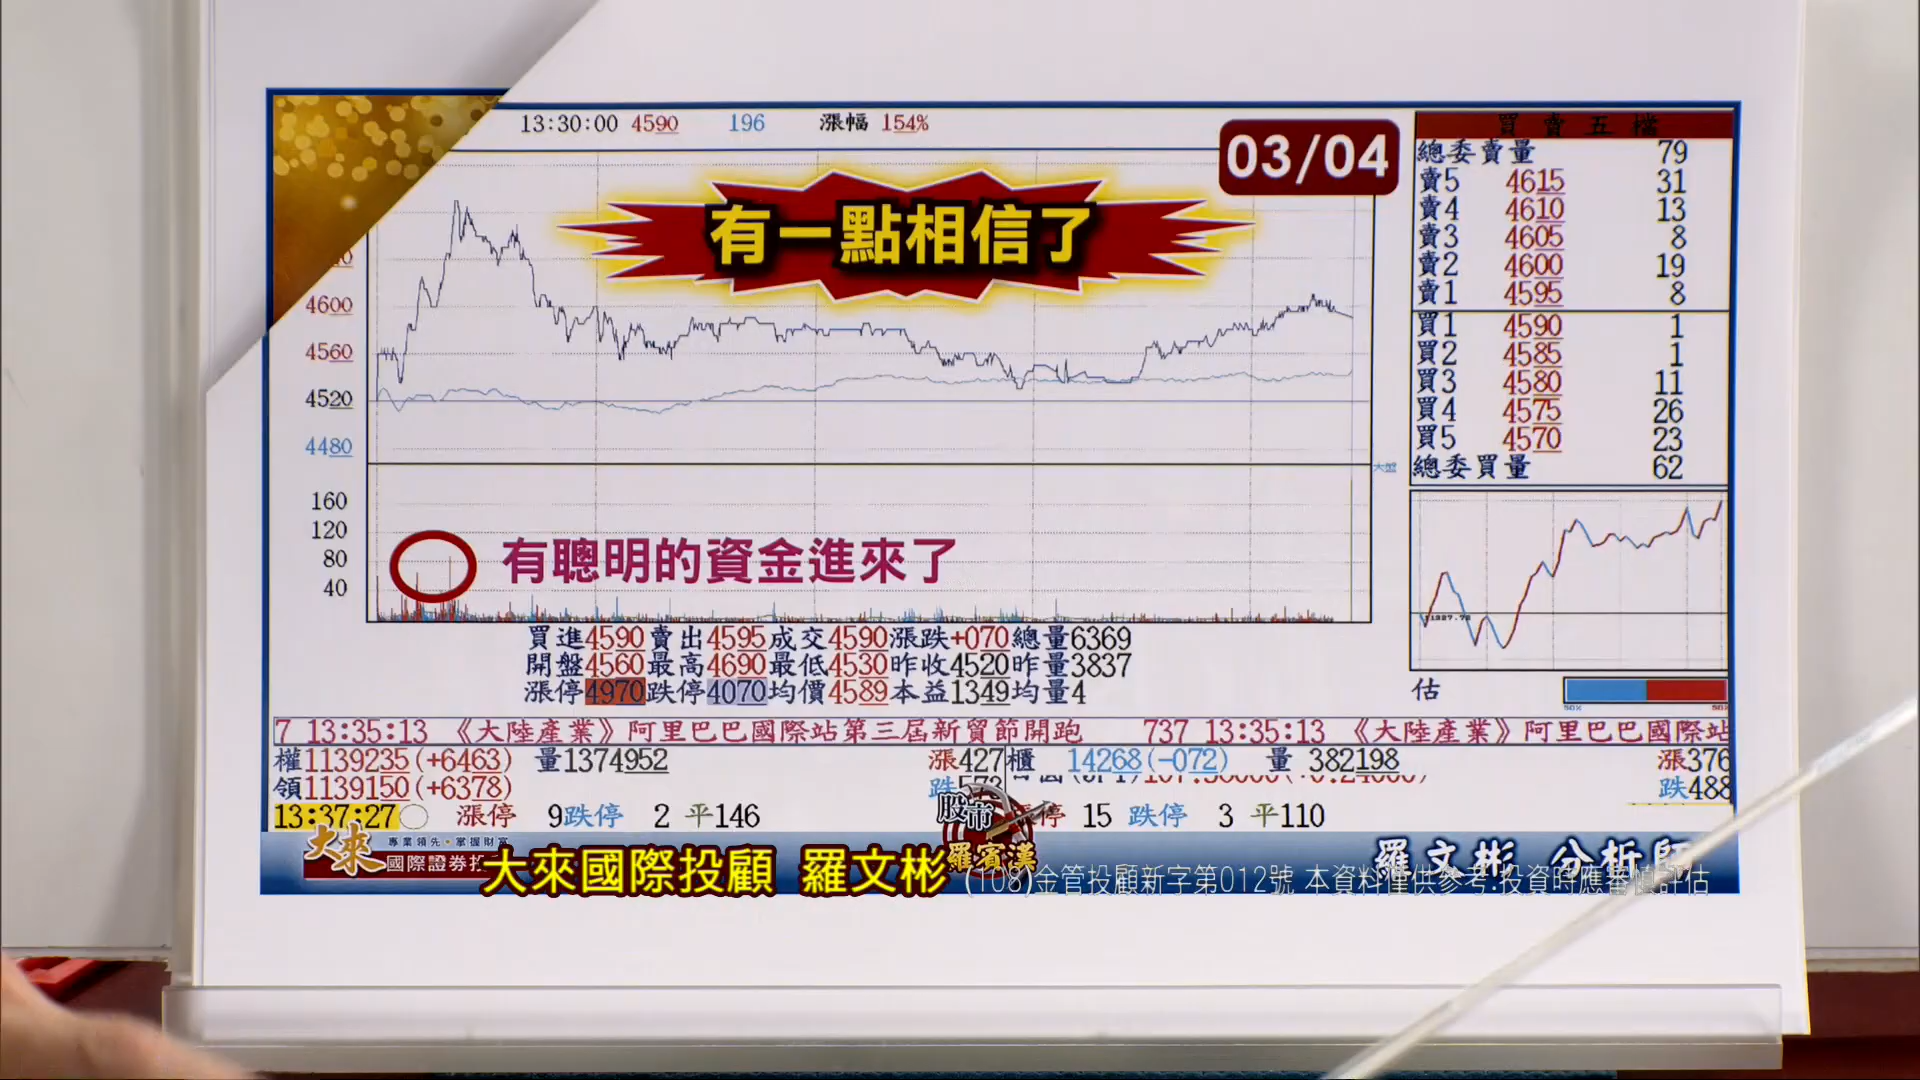 13:30:00 4590 196 漲幅 154%
03/04
有一點相信了
4600
4560
4520
4480
160
120
80
40
大盤
有聰明的資金進來了
買賣五檔
總委賣量 79
賣5 4615 31
賣4 4610 13
賣3 4605 8
賣2 4600 19
賣1 4595 8
買1 4590 1
買2 4585 1
買3 4580 11
買4 4575 26
買5 4570 23
總委買量 62
估
50%
50%
買進4590賣出4595成交4590漲跌+070總量6369
開盤4560最高4690最低4530昨收4520昨量3837
漲停4970跌停4070均價4589本益1349均量4
7 13:35:13 《大陸產業》阿里巴巴國際站第三屆新貿節開跑 737 13:35:13 《大陸產業》阿里巴巴國際站
權1139235(+6463) 量1374952 漲427 櫃 14268(-072) 量 382198 漲376
領1139150(+6378) 跌573 跌488
13:37:27 漲停 9跌停 2 平146 停 15 跌停 3 平110
股市
羅賓漢
大來
專業領先·掌握財富
國際證券投
大來國際投顧 羅文彬
羅文彬 分析師
(108)金管投顧新字第012號 本資料僅供參考.投資時應審慎評估